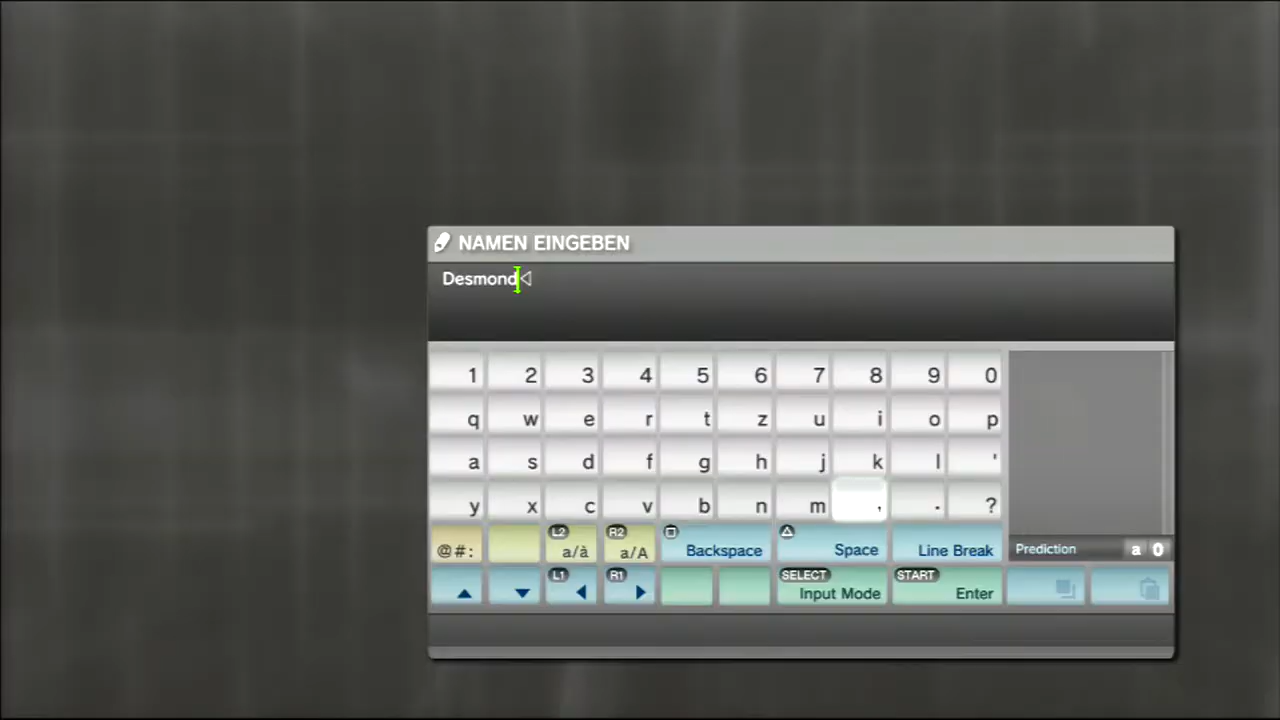 NAMEN EINGEBEN
Desmond
1 2 3 4 5 6 7 8 9 0
q w e r t z u i o p
a s d f g h j k l '
y x c v b n m , . ?
@#: L2 a/à R2 a/A Backspace Space Line Break Prediction a 0
L1 R1 SELECT Input Mode START Enter